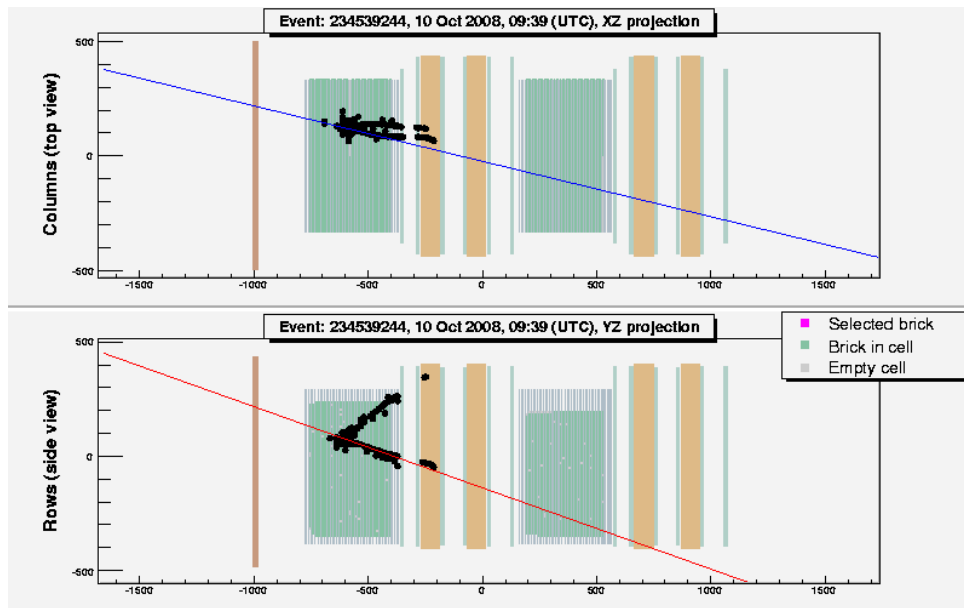 Event: 234539244, 10 Oct 2008, 09:39 (UTC), XZ projection
Columns (top view)
500
0
-500
-1500
-1000
-500
0
500
1000
1500
Event: 234539244, 10 Oct 2008, 09:39 (UTC), YZ projection
Selected brick
Brick in cell
Empty cell
Rows (side view)
500
0
-500
-1500
-1000
-500
0
500
1000
1500